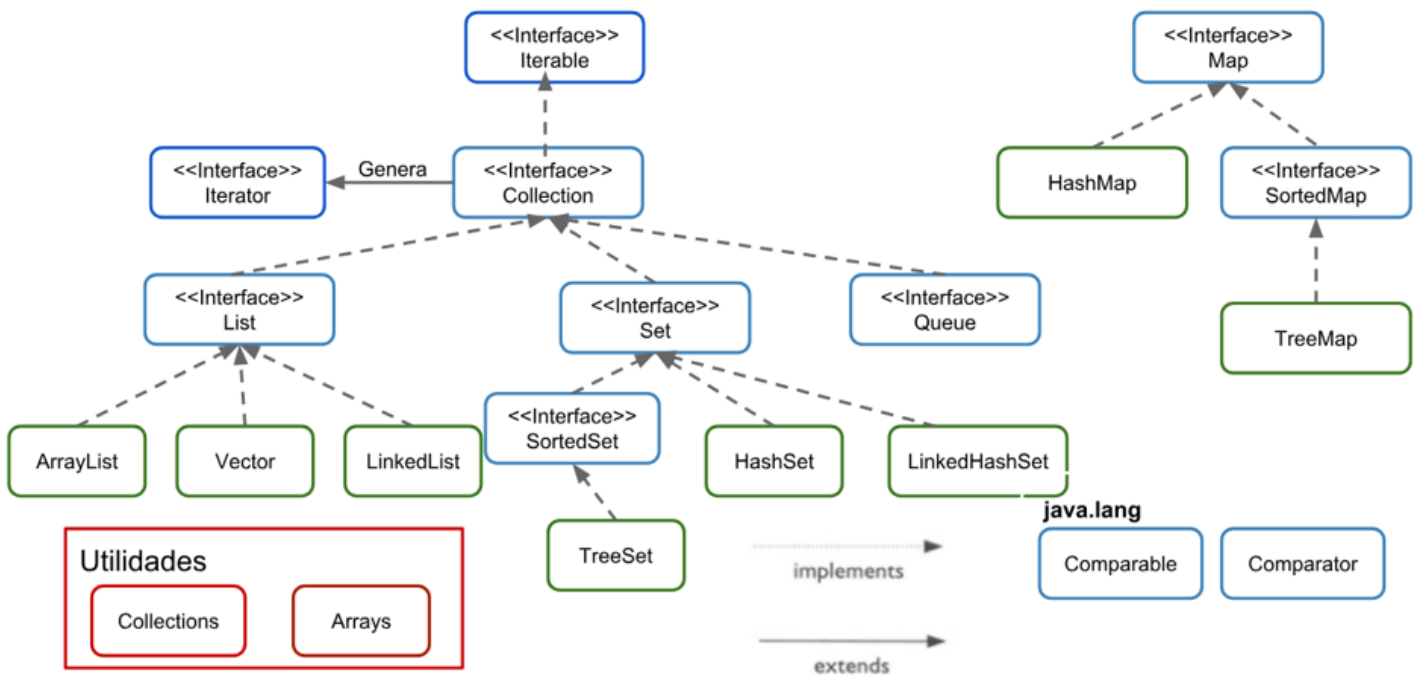 <<Interface>>
Iterable
<<Interface>>
Map
<<Interface>>
Iterator
Genera
<<Interface>>
Collection
HashMap
<<Interface>>
SortedMap
<<Interface>>
List
<<Interface>>
Set
<<Interface>>
Queue
TreeMap
ArrayList
Vector
LinkedList
<<Interface>>
SortedSet
HashSet
LinkedHashSet
java.lang
Utilidades
Collections
Arrays
TreeSet
implements
extends
Comparable
Comparator